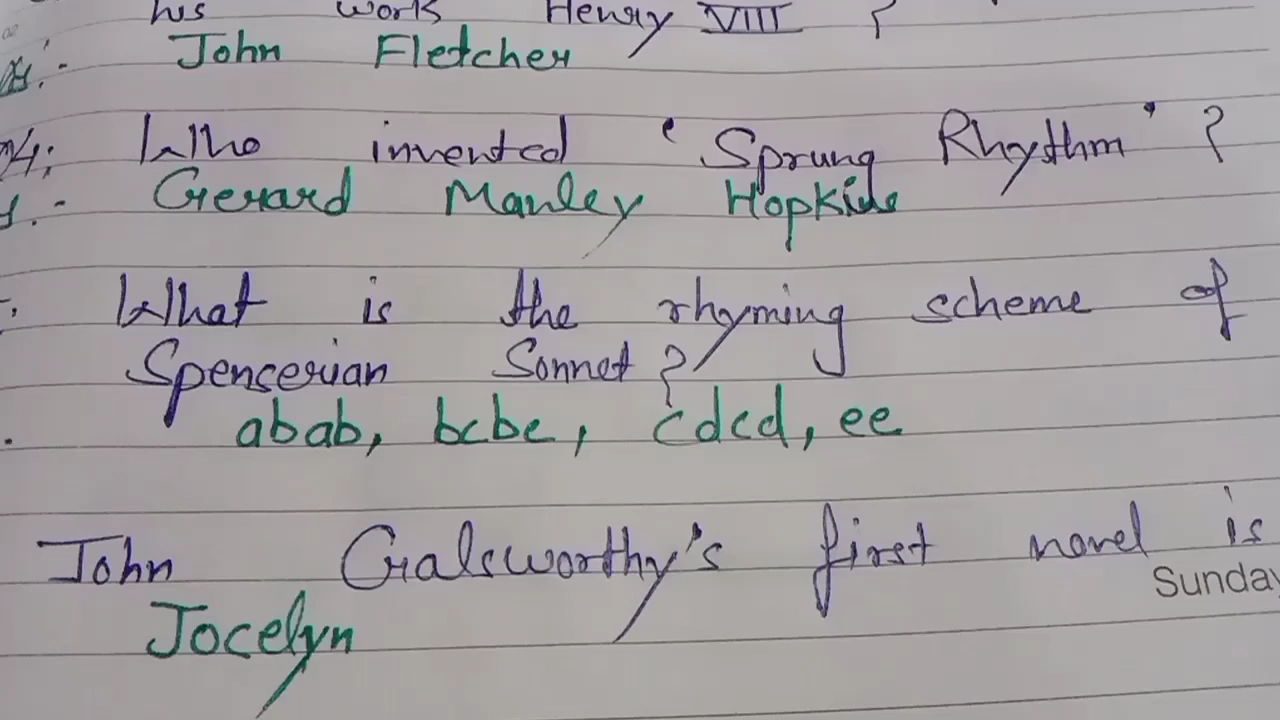 his work Henry VIII ?
John Fletcher
Who invented ‘Sprung Rhythm’ ?
Gerard Manley Hopkins
What is the rhyming scheme of
Spencerian Sonnet ?
abab, bcbc, cdcd, ee
John Galsworthy's first novel is
Sunday
Jocelyn